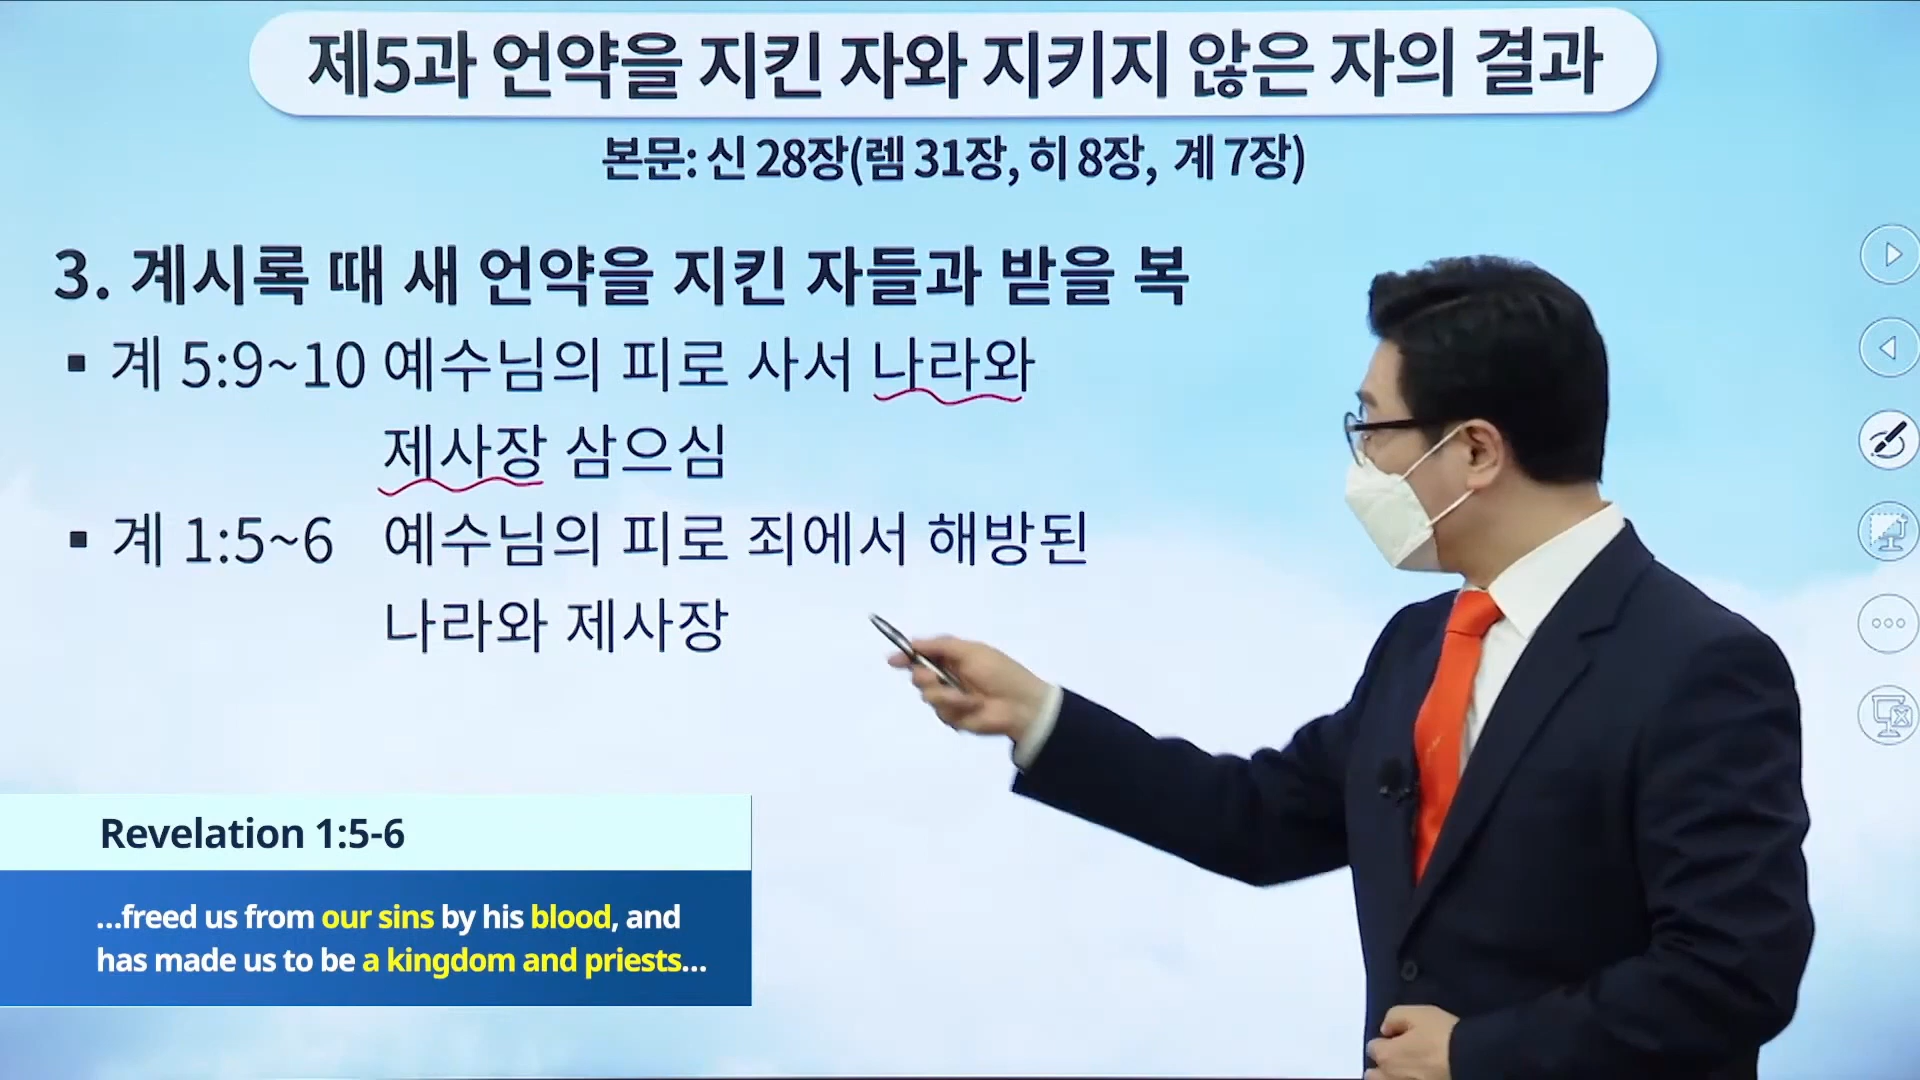 제5과 언약을 지킨 자와 지키지 않은 자의 결과
본문: 신 28장(렘 31장, 히 8장, 계 7장)
3. 계시록 때 새 언약을 지킨 자들과 받을 복
▪ 계 5:9~10 예수님의 피로 사서 나라와
제사장 삼으심
▪ 계 1:5~6 예수님의 피로 죄에서 해방된
나라와 제사장
Revelation 1:5-6
...freed us from our sins by his blood, and
has made us to be a kingdom and priests...